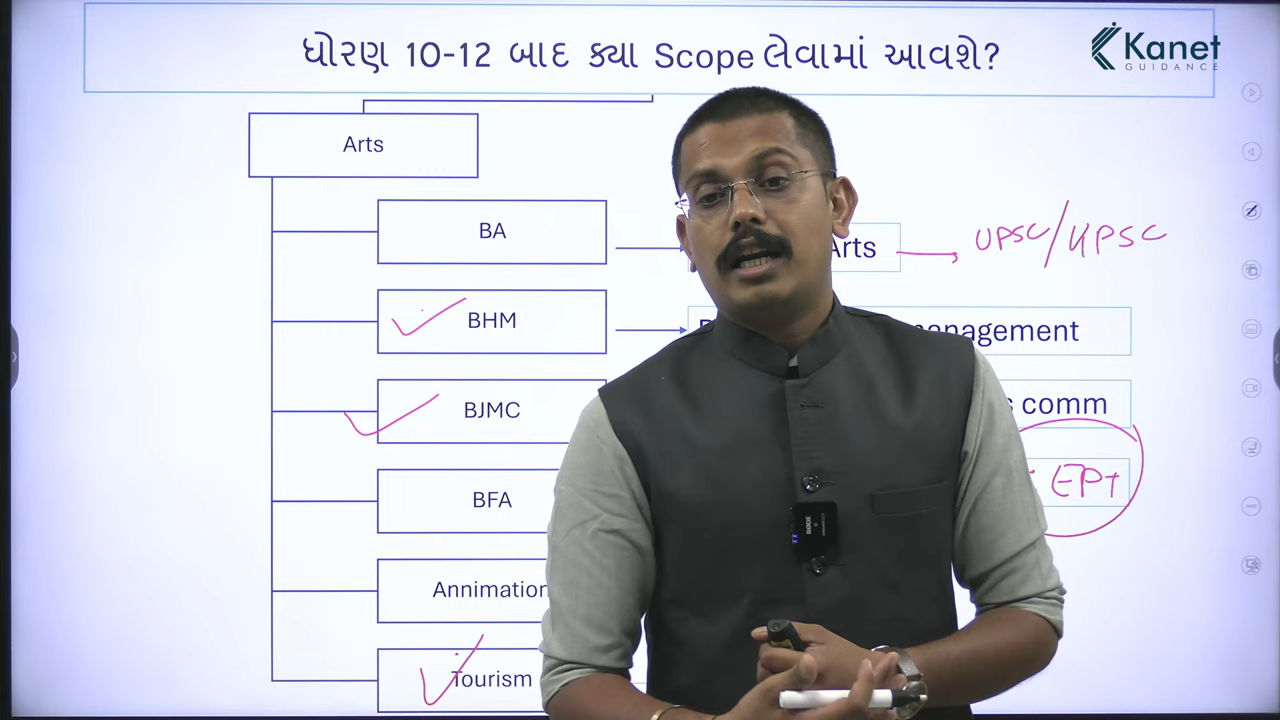 ધોરણ 10-12 બાદ ક્યા Scope લેવામાં આવશે?
Kanet
GUIDANCE
Arts
BA
Arts
UPSC/GPSC
BHM
management
BJMC
comm
BFA
EPT
Annimation
Tourism
RØDE